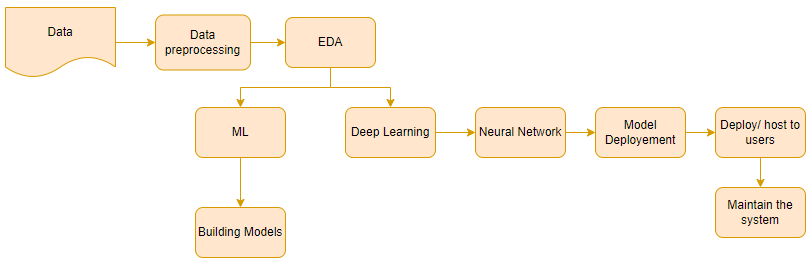 Data
Data
preprocessing
EDA
ML
Deep Learning
Neural Network
Model
Deployement
Deploy/ host to
users
Building Models
Maintain the
system